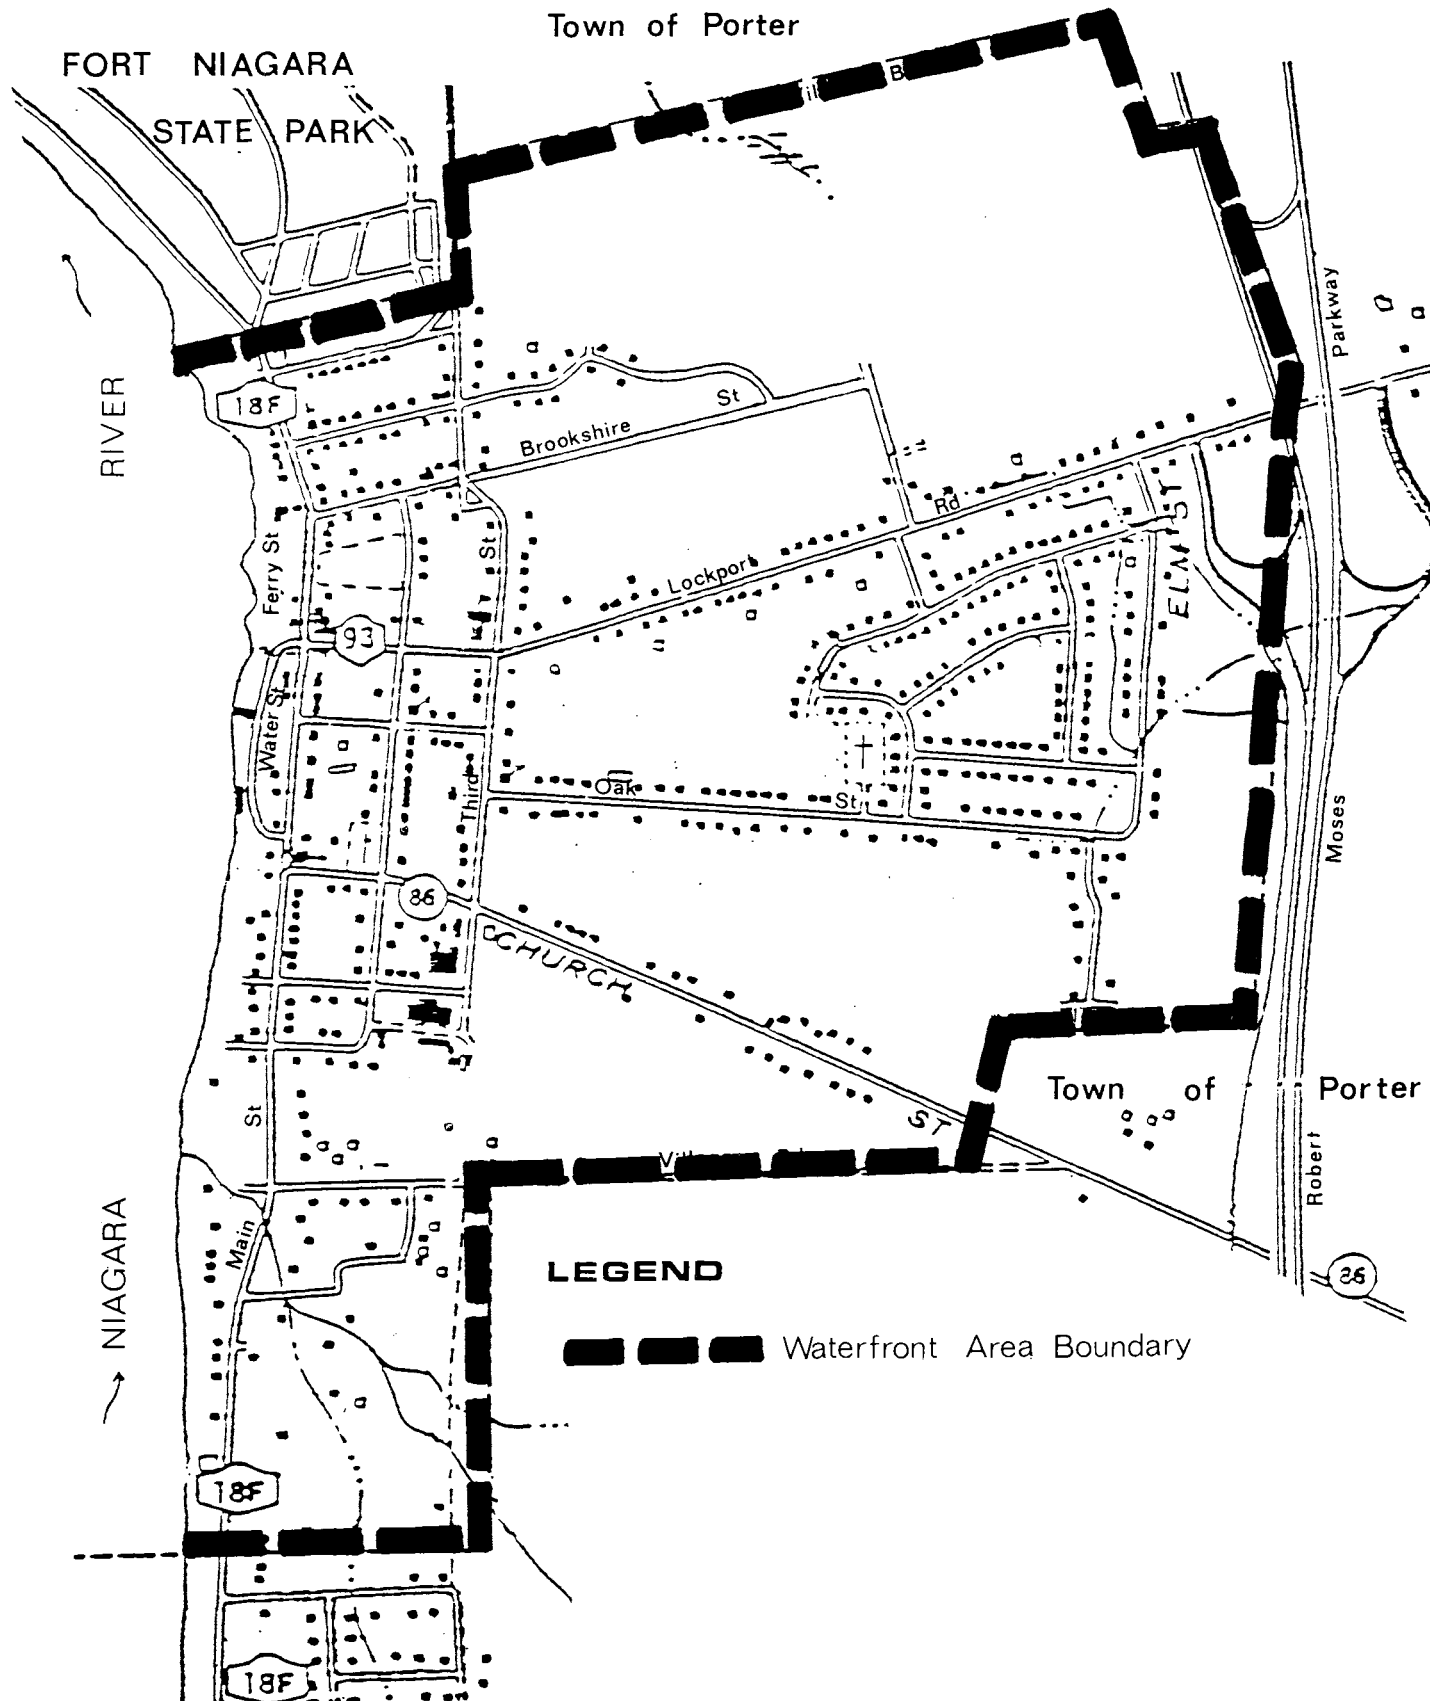 Town of Porter
FORT NIAGARA
STATE PARK
B
Parkway
RIVER
18F
St
Brookshire
Rd
ELM ST
Ferry St
St
Lockport
93
Water St
Third
Oak
St
Moses
86
CHURCH
ST
Town of Porter
St
Robert
Main
NIAGARA
LEGEND
Waterfront Area Boundary
86
18F
18F